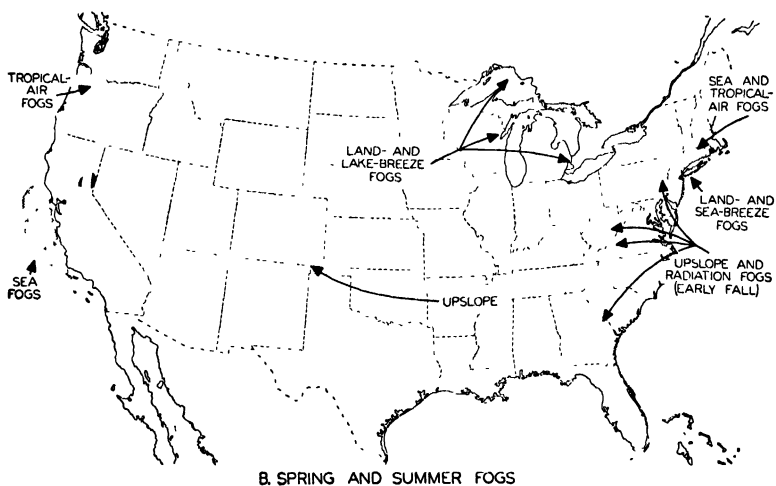 TROPICAL-
AIR FOGS
SEA AND
TROPICAL-
AIR FOGS
LAND- AND
LAKE-BREEZE
FOGS
LAND- AND
SEA-BREEZE
FOGS
SEA
FOGS
UPSLOPE
UPSLOPE AND
RADIATION FOGS
(EARLY FALL)
B. SPRING AND SUMMER FOGS